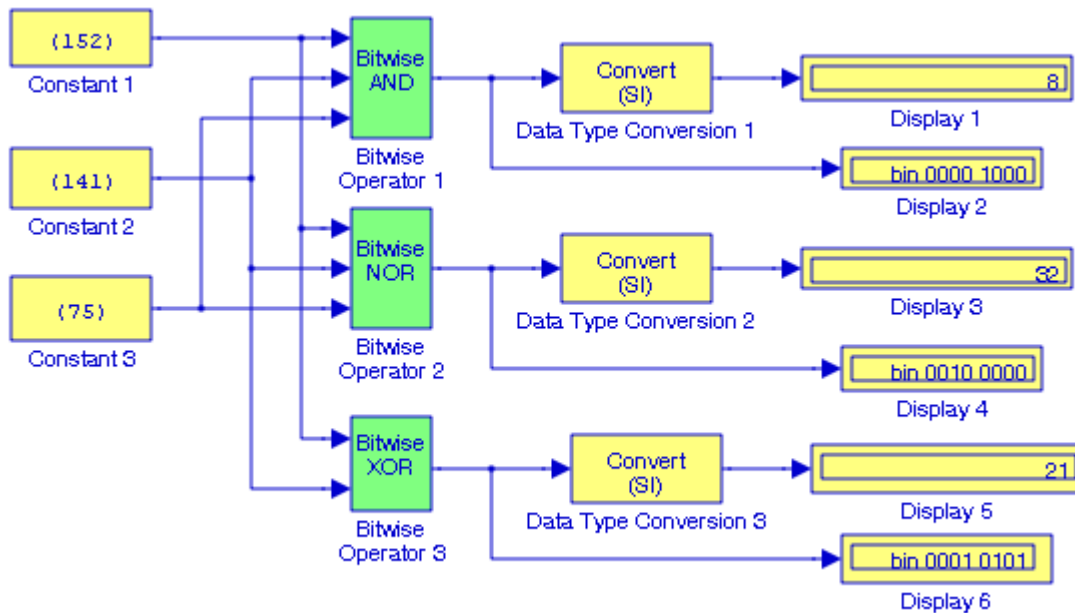 (152)
Constant 1
(141)
Constant 2
(75)
Constant 3
Bitwise
AND
Bitwise
Operator 1
Convert
(SI)
Data Type Conversion 1
8
Display 1
bin 0000 1000
Display 2
Bitwise
NOR
Bitwise
Operator 2
Convert
(SI)
Data Type Conversion 2
32
Display 3
bin 0010 0000
Display 4
Bitwise
XOR
Bitwise
Operator 3
Convert
(SI)
Data Type Conversion 3
21
Display 5
bin 0001 0101
Display 6